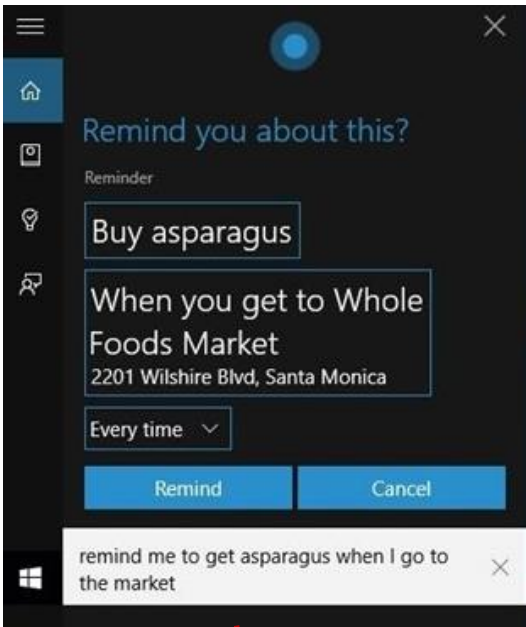 Remind you about this?
Reminder
Buy asparagus
When you get to Whole
Foods Market
2201 Wilshire Blvd, Santa Monica
Every time
Remind
Cancel
remind me to get asparagus when I go to
the market